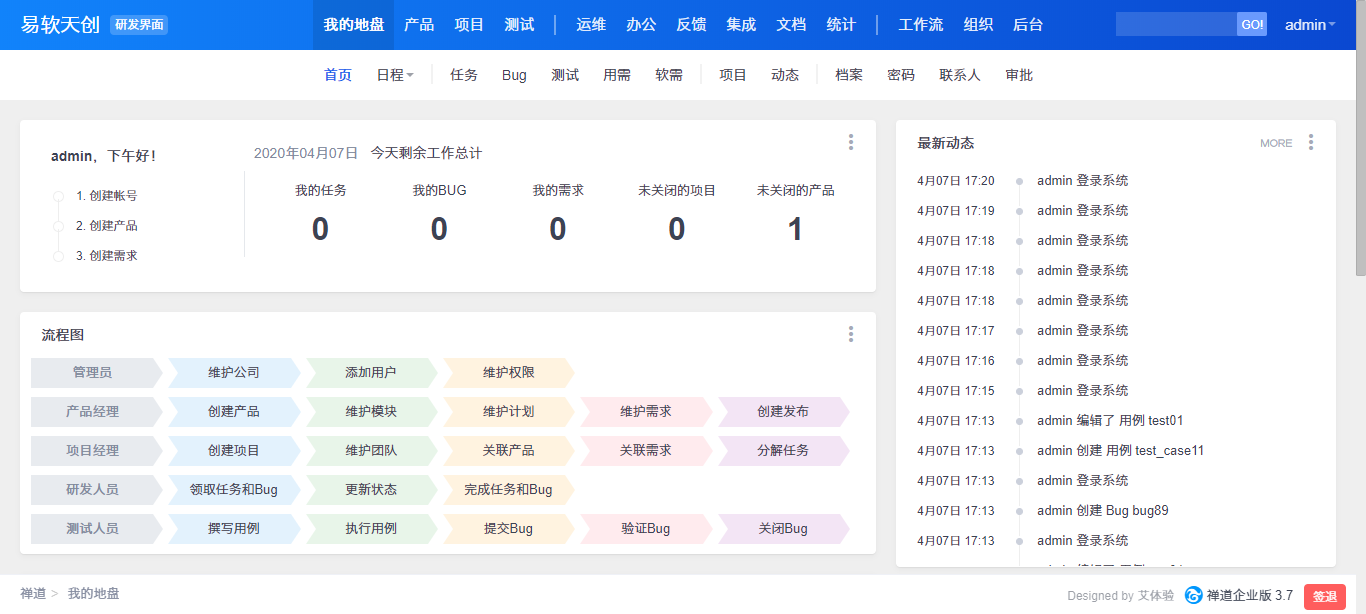 易软天创 研发界面 我的地盘 产品 项目 测试 运维 办公 反馈 集成 文档 统计 工作流 组织 后台 GO! admin
首页 日程 任务 Bug 测试 用需 软需 项目 动态 档案 密码 联系人 审批
admin，下午好！
1. 创建帐号
2. 创建产品
3. 创建需求
2020年04月07日 今天剩余工作总计
我的任务 我的BUG 我的需求 未关闭的项目 未关闭的产品
0 0 0 0 1
流程图
管理员 维护公司 添加用户 维护权限
产品经理 创建产品 维护模块 维护计划 维护需求 创建发布
项目经理 创建项目 维护团队 关联产品 关联需求 分解任务
研发人员 领取任务和Bug 更新状态 完成任务和Bug
测试人员 撰写用例 执行用例 提交Bug 验证Bug 关闭Bug
最新动态 MORE
4月07日 17:20 admin 登录系统
4月07日 17:19 admin 登录系统
4月07日 17:18 admin 登录系统
4月07日 17:18 admin 登录系统
4月07日 17:18 admin 登录系统
4月07日 17:17 admin 登录系统
4月07日 17:16 admin 登录系统
4月07日 17:15 admin 登录系统
4月07日 17:13 admin 编辑了 用例 test01
4月07日 17:13 admin 创建 用例 test_case11
4月07日 17:13 admin 登录系统
4月07日 17:13 admin 创建 Bug bug89
4月07日 17:13 admin 登录系统
禅道 > 我的地盘 Designed by 艾体验 禅道企业版 3.7 签退